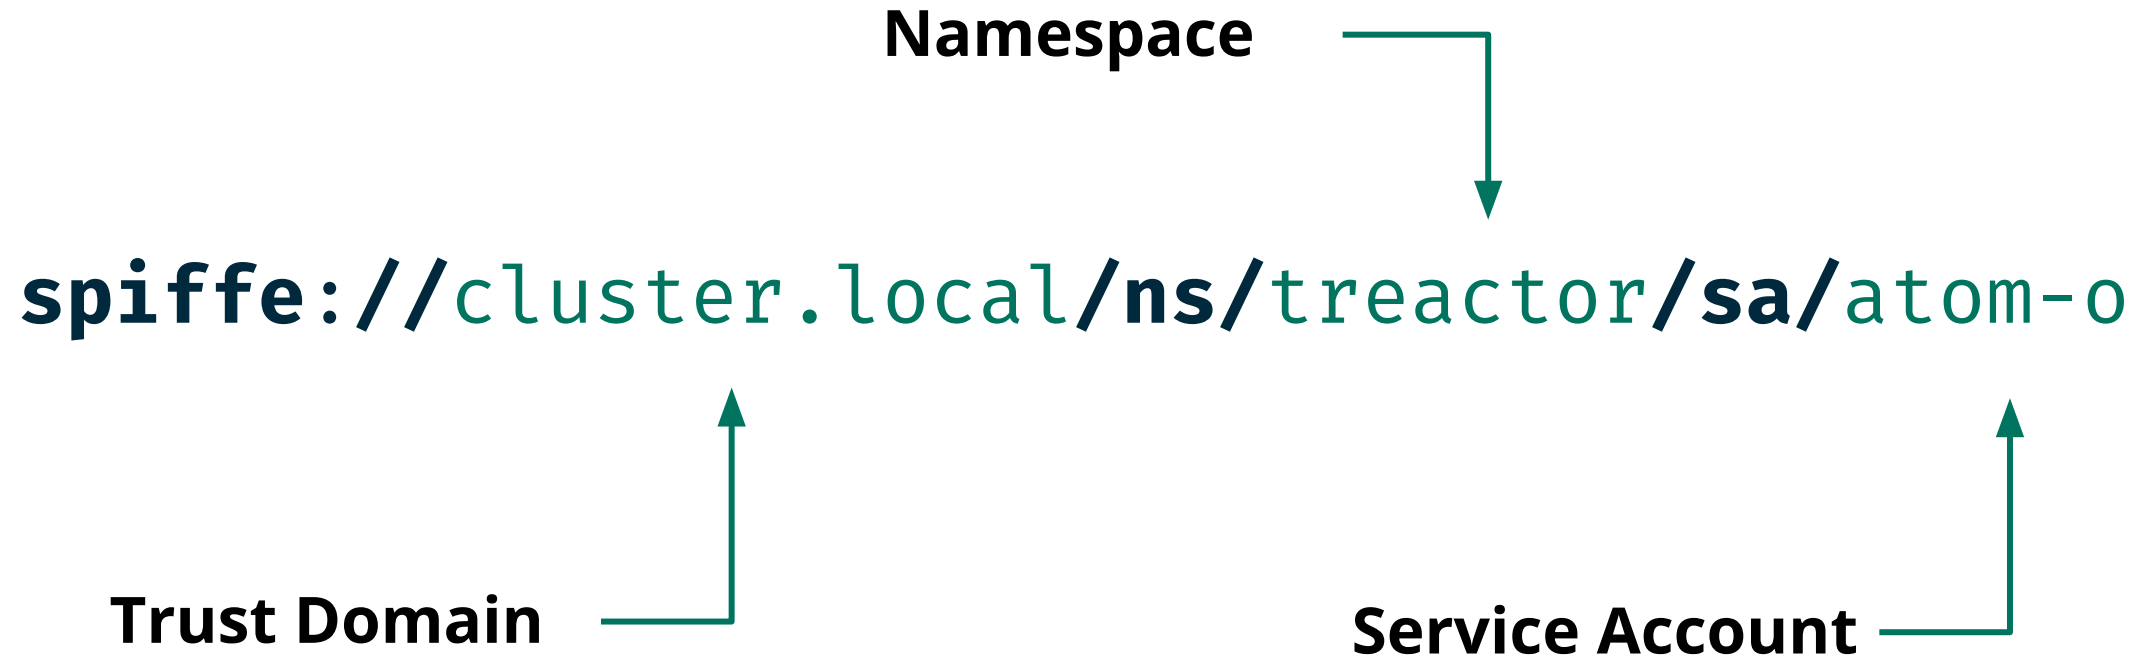 Namespace
spiffe://cluster.local/ns/treactor/sa/atom-o
Trust Domain
Service Account